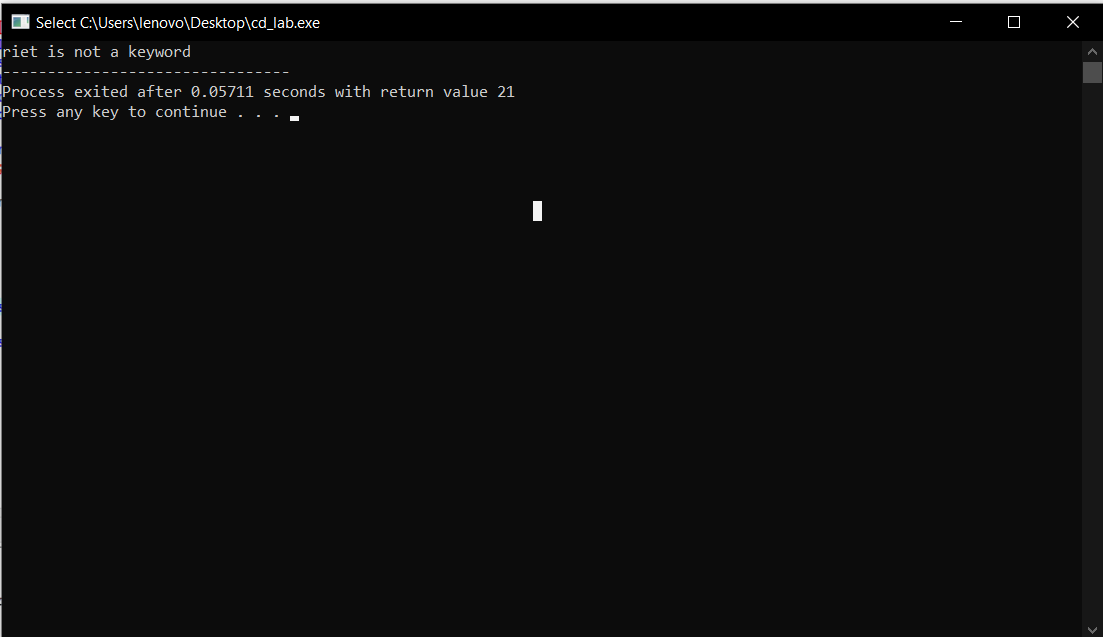 Select C:\Users\lenovo\Desktop\cd_lab.exe
riet is not a keyword
--------------------------------
Process exited after 0.05711 seconds with return value 21
Press any key to continue . . .